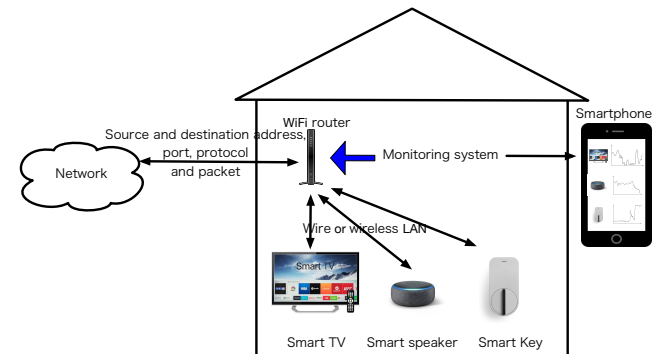 Smartphone
WiFi router
Source and destination address,
port, protocol
and packet
Monitoring system
Network
Wire or wireless LAN
Smart TV
Smart TV
Smart speaker
Smart Key